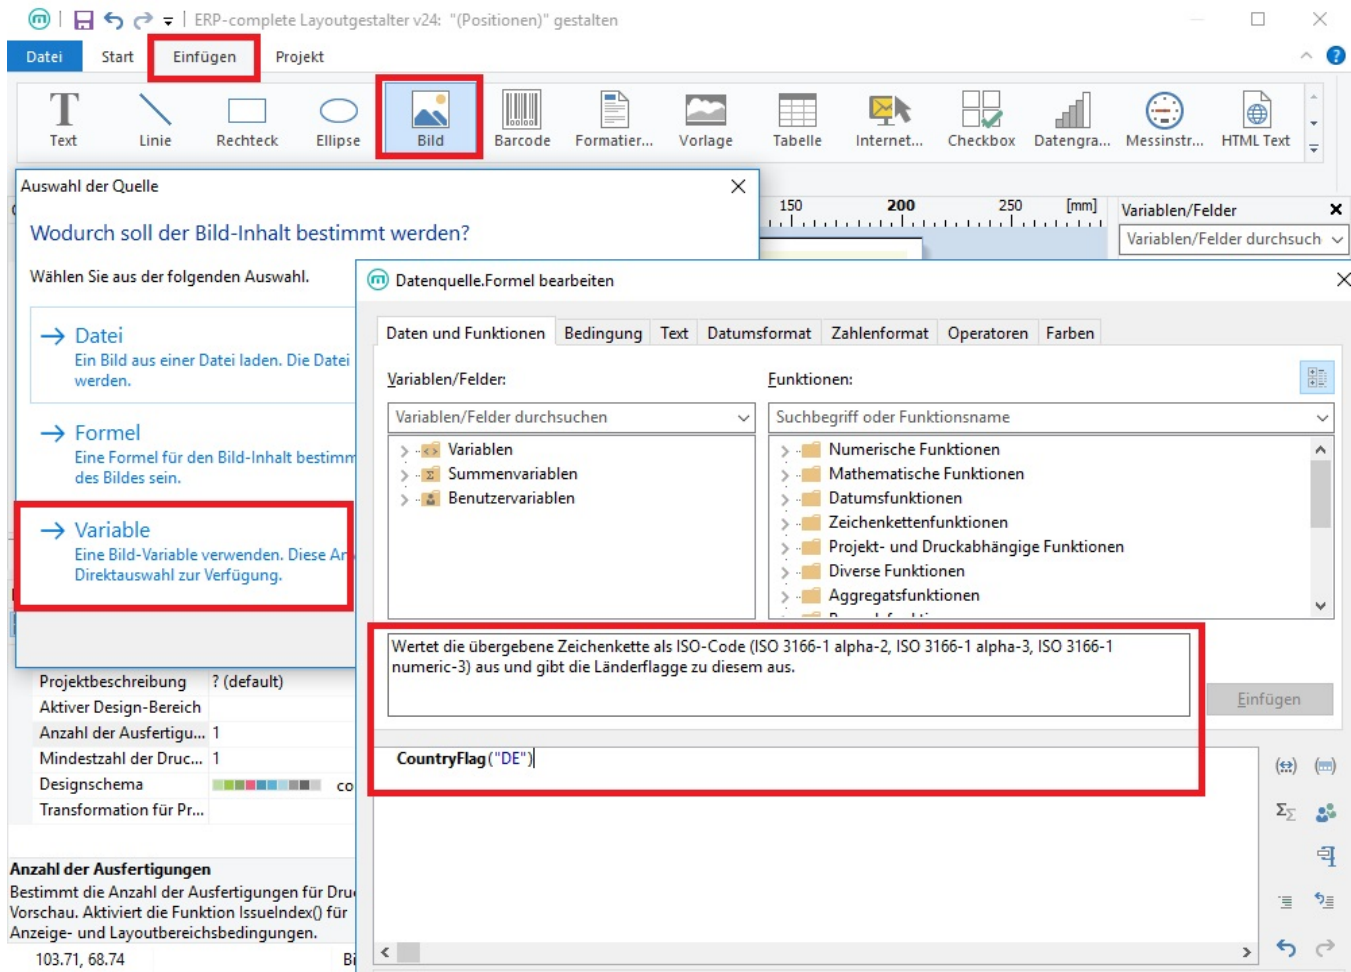 ERP-complete Layoutgestalter v24: "(Positionen)" gestalten
Datei Start Einfügen Projekt
Text Linie Rechteck Ellipse Bild Barcode Formatier... Vorlage Tabelle Internet... Checkbox Datengra... Messinstr... HTML Text
Auswahl der Quelle
Wodurch soll der Bild-Inhalt bestimmt werden?
Wählen Sie aus der folgenden Auswahl.
Datei
Ein Bild aus einer Datei laden. Die Datei
werden.
Formel
Eine Formel für den Bild-Inhalt bestimm
des Bildes sein.
Variable
Eine Bild-Variable verwenden. Diese An
Direktauswahl zur Verfügung.
150 200 250 [mm]
Variablen/Felder
Variablen/Felder durchsuch
Datenquelle.Formel bearbeiten
Daten und Funktionen Bedingung Text Datumsformat Zahlenformat Operatoren Farben
Variablen/Felder:
Variablen/Felder durchsuchen
Variablen
Summenvariablen
Benutzervariablen
Funktionen:
Suchbegriff oder Funktionsname
Numerische Funktionen
Mathematische Funktionen
Datumsfunktionen
Zeichenkettenfunktionen
Projekt- und Druckabhängige Funktionen
Diverse Funktionen
Aggregatsfunktionen
Wertet die übergebene Zeichenkette als ISO-Code (ISO 3166-1 alpha-2, ISO 3166-1 alpha-3, ISO 3166-1
numeric-3) aus und gibt die Länderflagge zu diesem aus.
Einfügen
CountryFlag("DE")
Projektbeschreibung ? (default)
Aktiver Design-Bereich
Anzahl der Ausfertigu... 1
Mindestzahl der Druc... 1
Designschema co
Transformation für Pr...
Anzahl der Ausfertigungen
Bestimmt die Anzahl der Ausfertigungen für Dru
Vorschau. Aktiviert die Funktion IssueIndex() für
Anzeige- und Layoutbereichsbedingungen.
103.71, 68.74 Bi